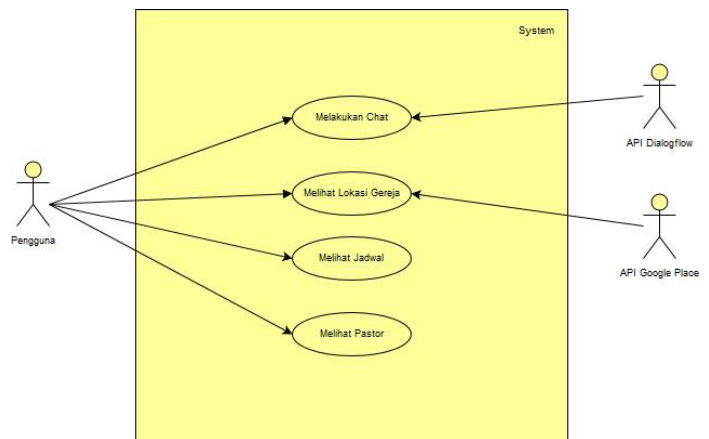 System
Melakukan Chat
API Dialogflow
Melihat Lokasi Gereja
Pengguna
Melihat Jadwal
API Google Place
Melihat Pastor